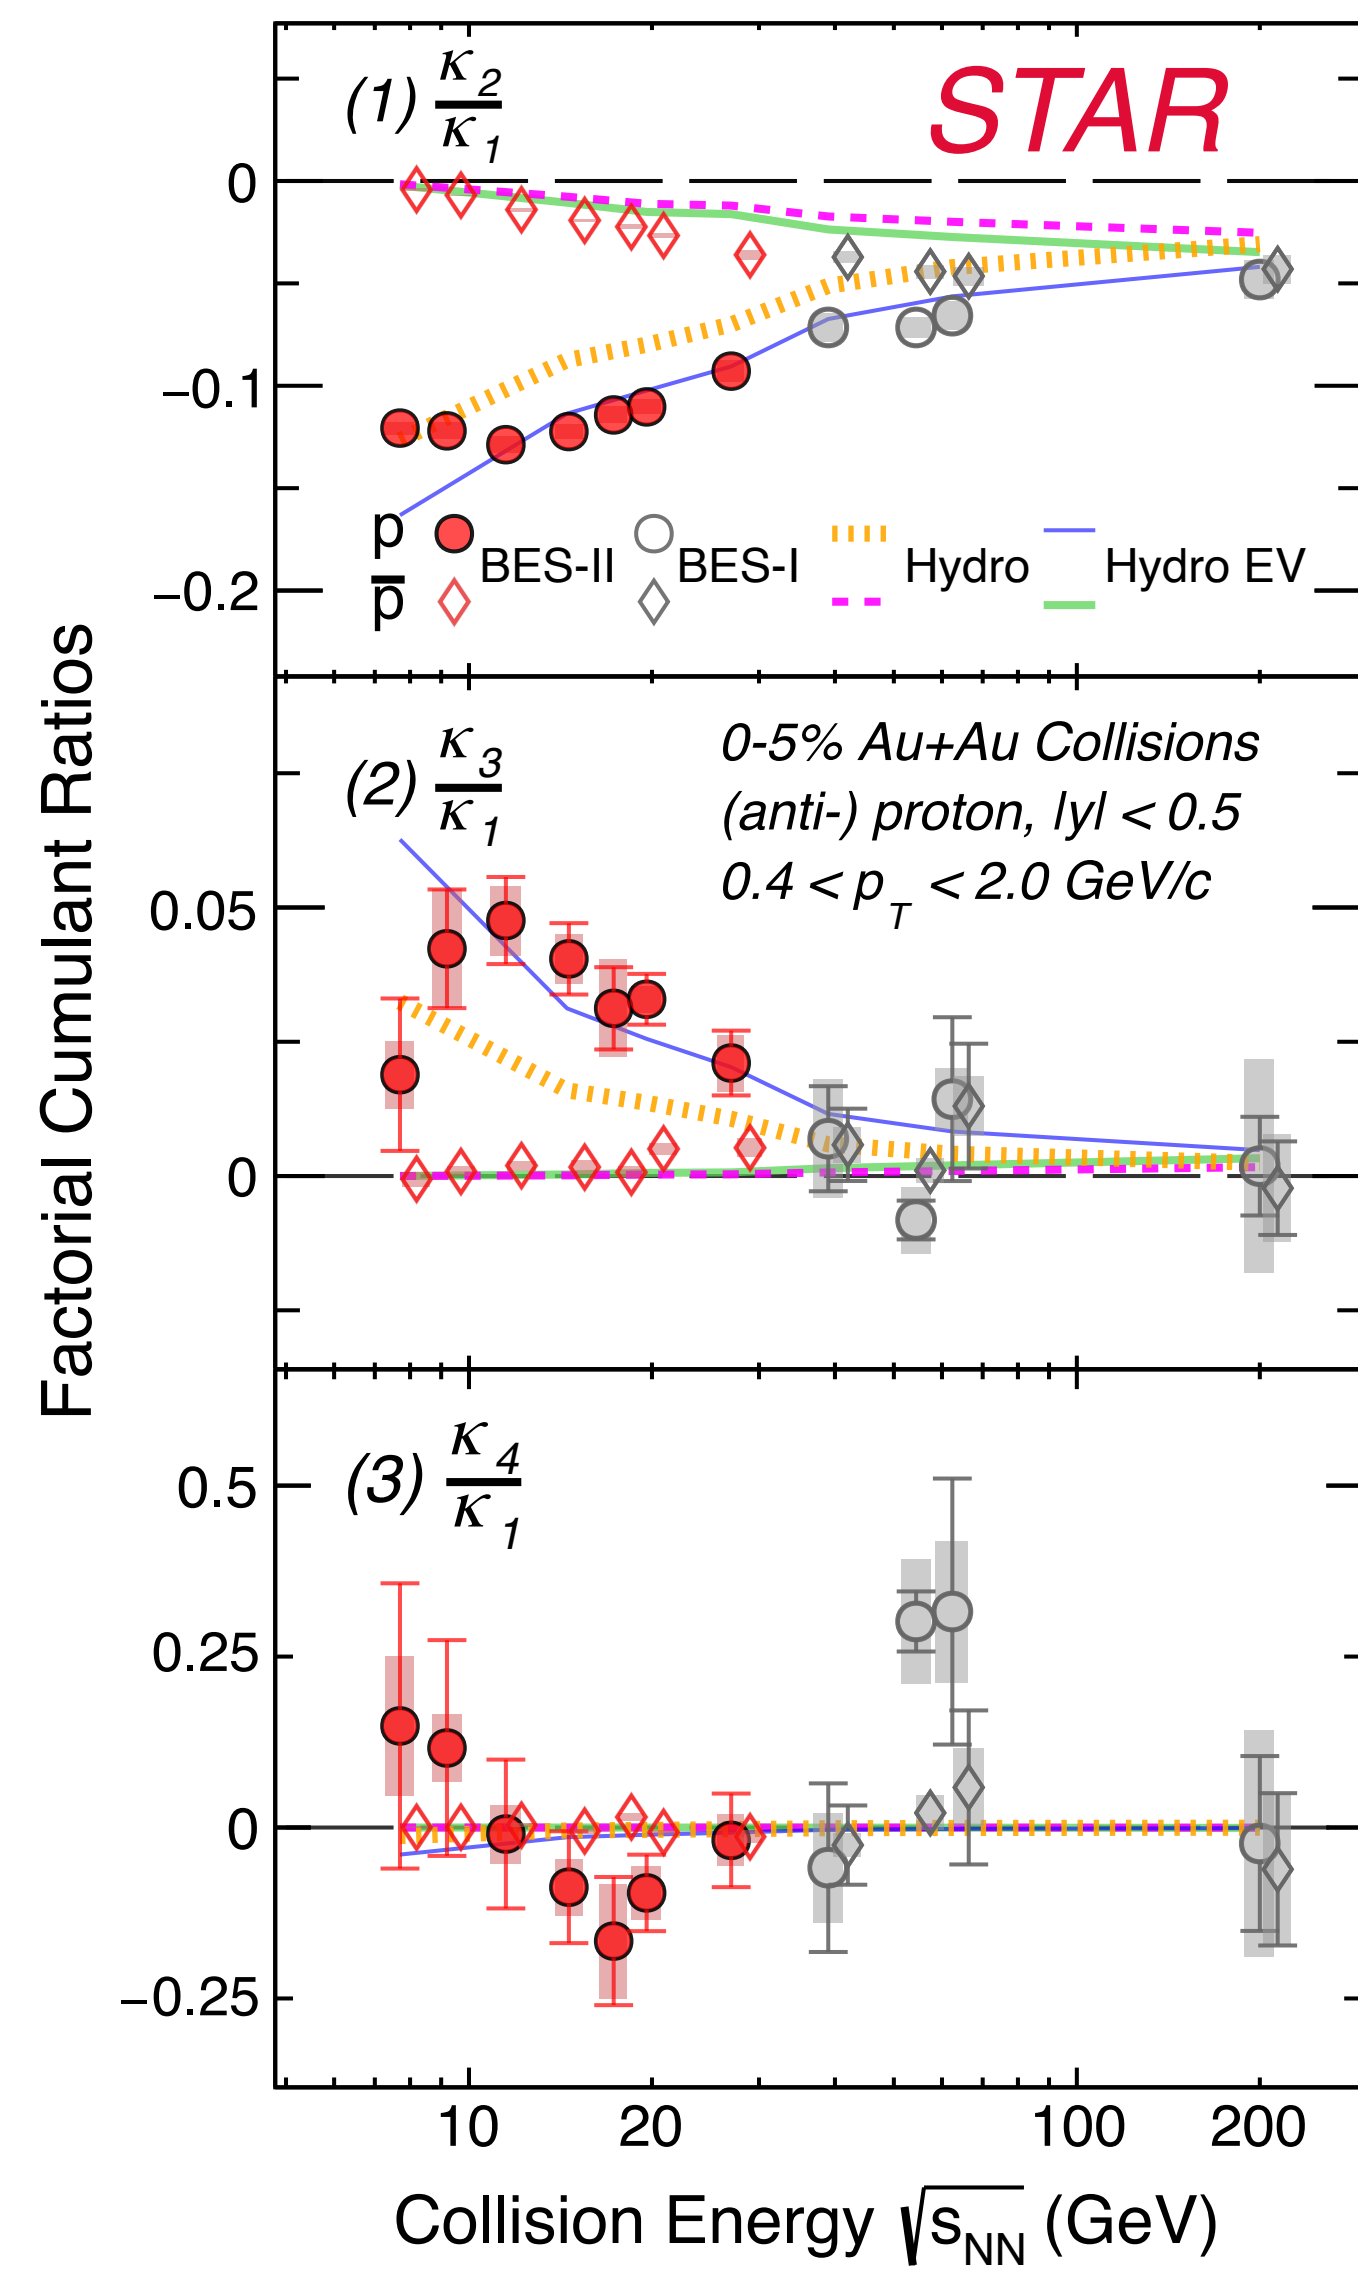 (1) κ2/κ1
STAR
0
−0.1
−0.2
p BES-II BES-I Hydro Hydro EV
p̅
Factorial Cumulant Ratios
(2) κ3/κ1
0-5% Au+Au Collisions
(anti-) proton, lyl < 0.5
0.4 < pT < 2.0 GeV/c
0.05
0
(3) κ4/κ1
0.5
0.25
0
−0.25
10 20 100 200
Collision Energy √sNN (GeV)